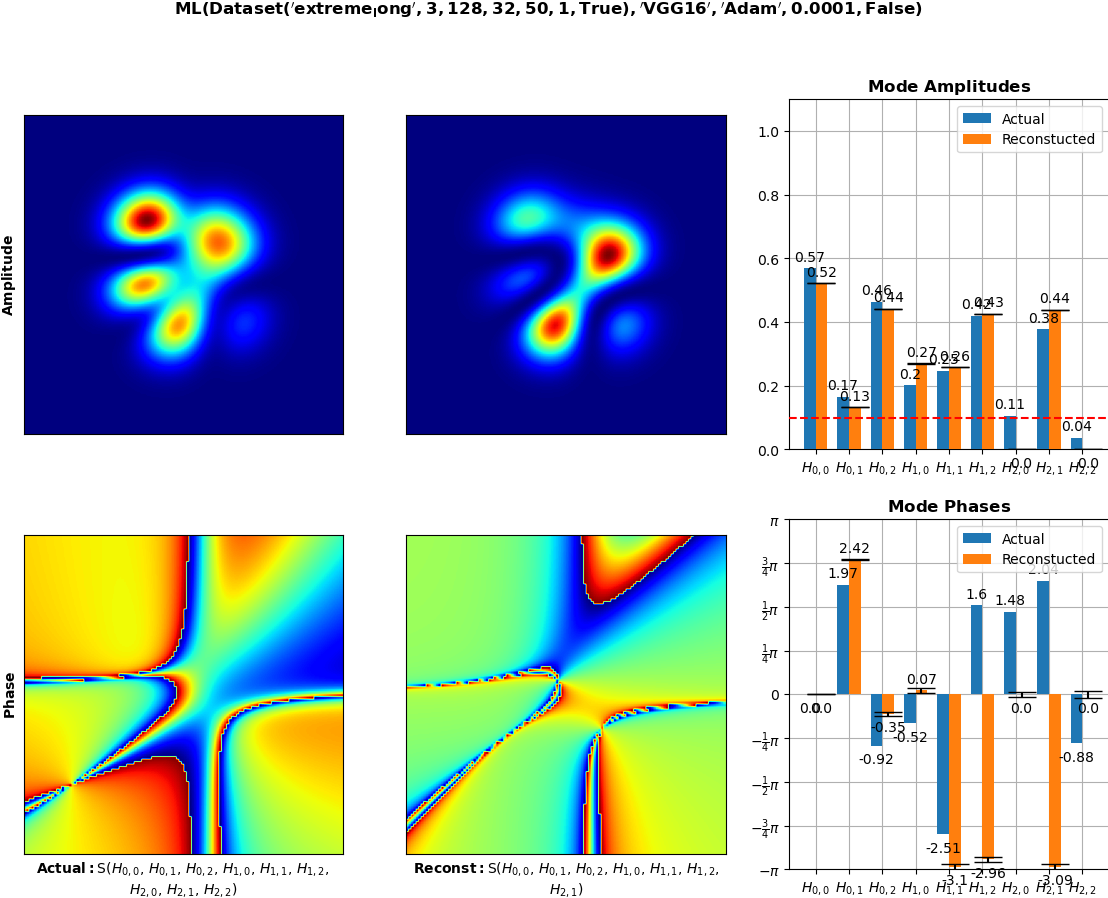 ML(Dataset('extreme_long', 3, 128, 32, 50, 1, True), 'VGG16', 'Adam', 0.0001, False)
Mode Amplitudes
Actual
Reconstucted
1.0
0.8
0.6
0.4
0.2
0.0
0.57
0.52
0.17
0.13
0.46
0.44
0.2
0.27
0.25
0.26
0.42
0.43
0.11
0.0
0.38
0.44
0.04
0.0
H0,0 H0,1 H0,2 H1,0 H1,1 H1,2 H2,0 H2,1 H2,2
Amplitude
Mode Phases
Actual
Reconstucted
π
3/4π
1/2π
1/4π
0
−1/4π
−1/2π
−3/4π
−π
0.0
0.0
1.97
2.42
-0.92
-0.35
-0.52
0.07
-2.51
-3.1
1.6
-2.96
1.48
0.0
-3.09
-0.88
0.0
H0,0 H0,1 H0,2 H1,0 H1,1 H1,2 H2,0 H2,1 H2,2
Phase
Actual: S(H0,0, H0,1, H0,2, H1,0, H1,1, H1,2,
H2,0, H2,1, H2,2)
Reconst: S(H0,0, H0,1, H0,2, H1,0, H1,1, H1,2,
H2,1)